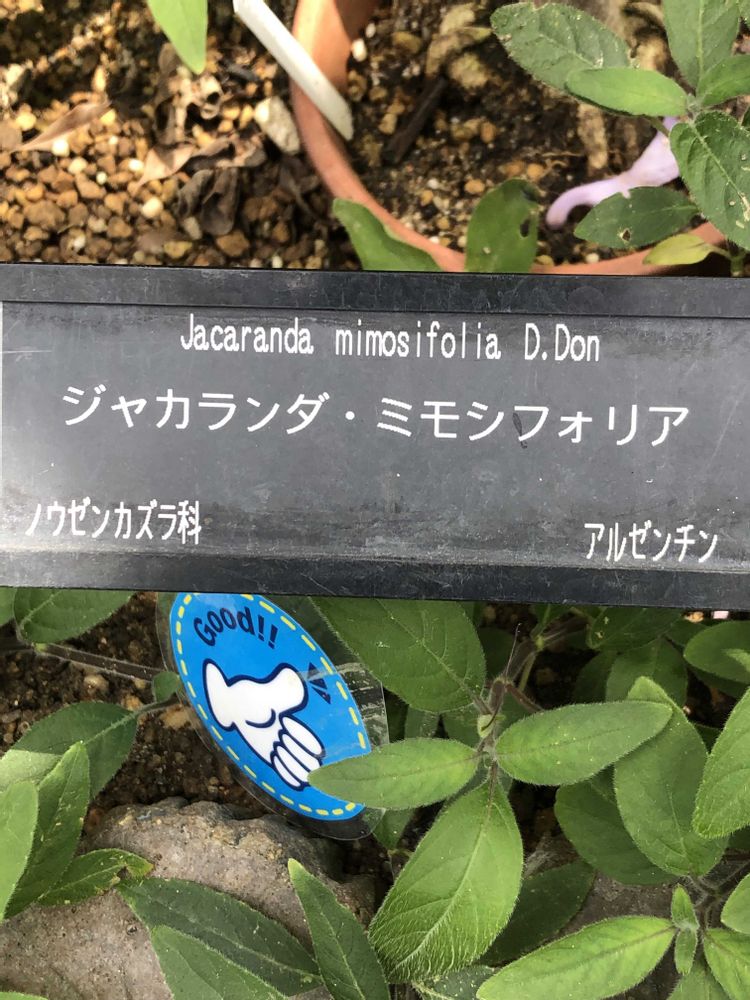 Jacaranda mimosifolia D.Don
ジャカランダ・ミモシフォリア
ノウゼンカズラ科
アルゼンチン
Good!!